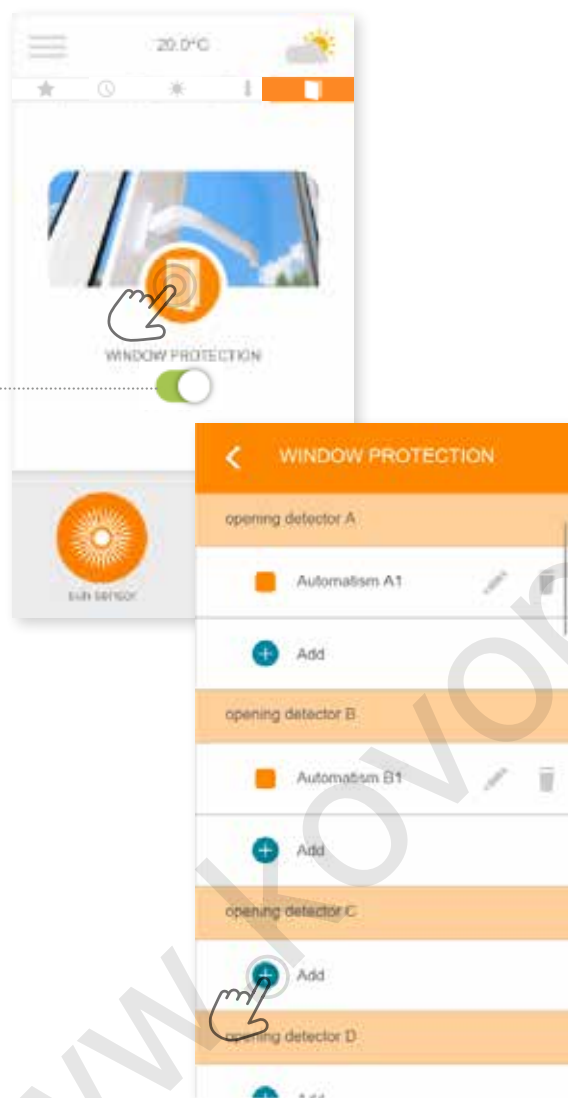 20.0°C
WINDOW PROTECTION
sun sensor
WINDOW PROTECTION
opening detector A
Automatism A1
Add
opening detector B
Automatism B1
Add
opening detector C
Add
opening detector D
Add